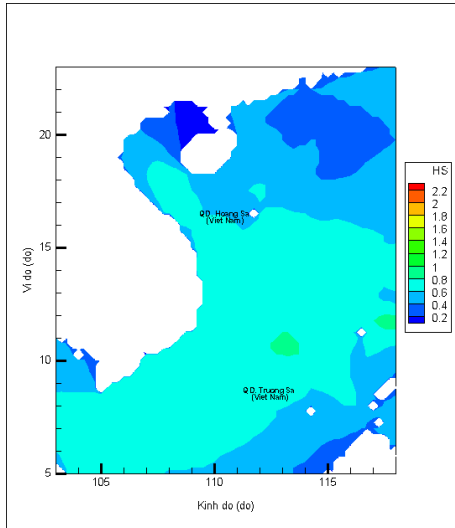 HS
2.2
2
1.8
1.6
1.4
1.2
1
0.8
0.6
0.4
0.2
20
15
10
5
Vi do (do)
QD. Hoang Sa
(Viet Nam)
QD. Truong Sa
(Viet Nam)
105
110
115
Kinh do (do)